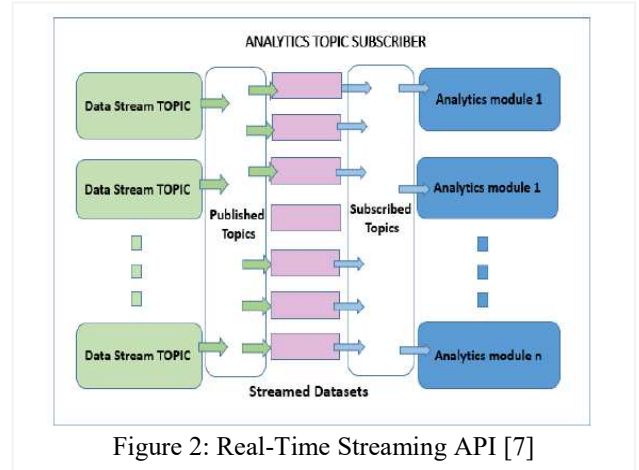 ANALYTICS TOPIC SUBSCRIBER
Data Stream TOPIC
Analytics module 1
Data Stream TOPIC
Analytics module 1
Published
Topics
Subscribed
Topics
Data Stream TOPIC
Analytics module n
Streamed Datasets
Figure 2: Real-Time Streaming API [7]